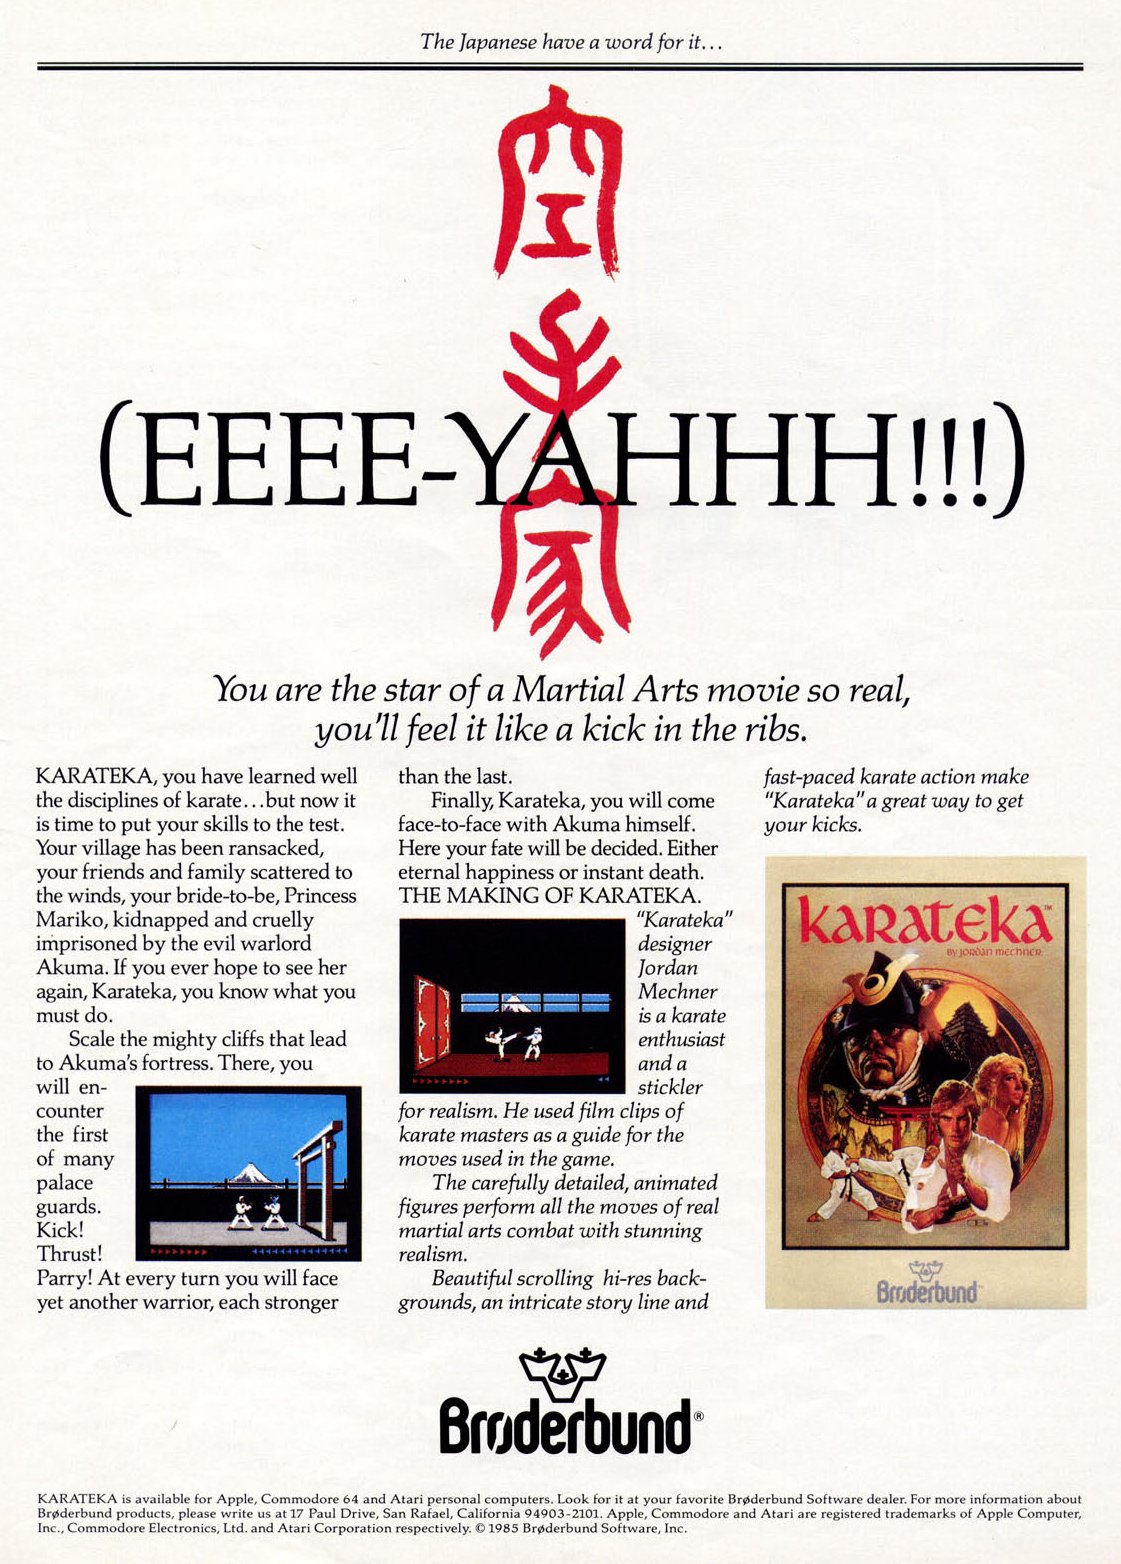 The Japanese have a word for it...
空
手
家
(EEEE-YAHHH!!!)
You are the star of a Martial Arts movie so real,
you'll feel it like a kick in the ribs.
KARATEKA, you have learned well
the disciplines of karate...but now it
is time to put your skills to the test.
Your village has been ransacked,
your friends and family scattered to
the winds, your bride-to-be, Princess
Mariko, kidnapped and cruelly
imprisoned by the evil warlord
Akuma. If you ever hope to see her
again, Karateka, you know what you
must do.
Scale the mighty cliffs that lead
to Akuma's fortress. There, you
will en-
counter
the first
of many
palace
guards.
Kick!
Thrust!
Parry! At every turn you will face
yet another warrior, each stronger
than the last.
Finally, Karateka, you will come
face-to-face with Akuma himself.
Here your fate will be decided. Either
eternal happiness or instant death.
THE MAKING OF KARATEKA.
"Karateka"
designer
Jordan
Mechner
is a karate
enthusiast
and a
stickler
for realism. He used film clips of
karate masters as a guide for the
moves used in the game.
The carefully detailed, animated
figures perform all the moves of real
martial arts combat with stunning
realism.
Beautiful scrolling hi-res back-
grounds, an intricate story line and
fast-paced karate action make
"Karateka" a great way to get
your kicks.
KARATEKA™
BY JORDAN MECHNER
Brøderbund™
Brøderbund®
KARATEKA is available for Apple, Commodore 64 and Atari personal computers. Look for it at your favorite Brøderbund Software dealer. For more information about
Brøderbund products, please write us at 17 Paul Drive, San Rafael, California 94903-2101. Apple, Commodore and Atari are registered trademarks of Apple Computer,
Inc., Commodore Electronics, Ltd. and Atari Corporation respectively. © 1985 Brøderbund Software, Inc.